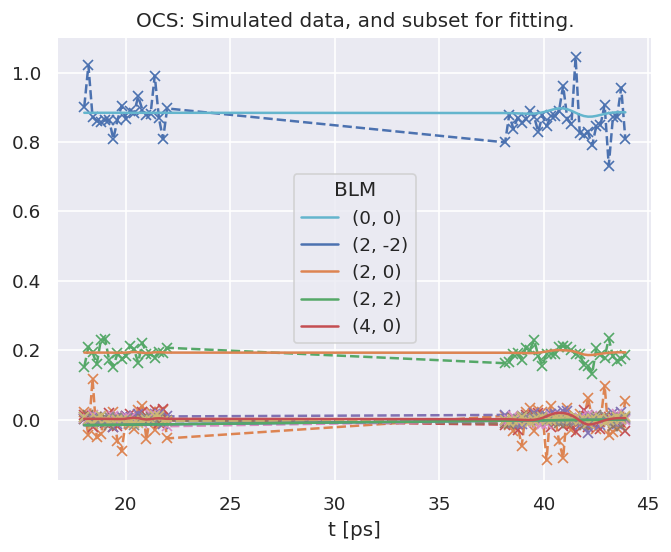 OCS: Simulated data, and subset for fitting.
1.0
0.8
0.6
0.4
0.2
0.0
BLM
(0, 0)
(2, -2)
(2, 0)
(2, 2)
(4, 0)
20 25 30 35 40 45
t [ps]